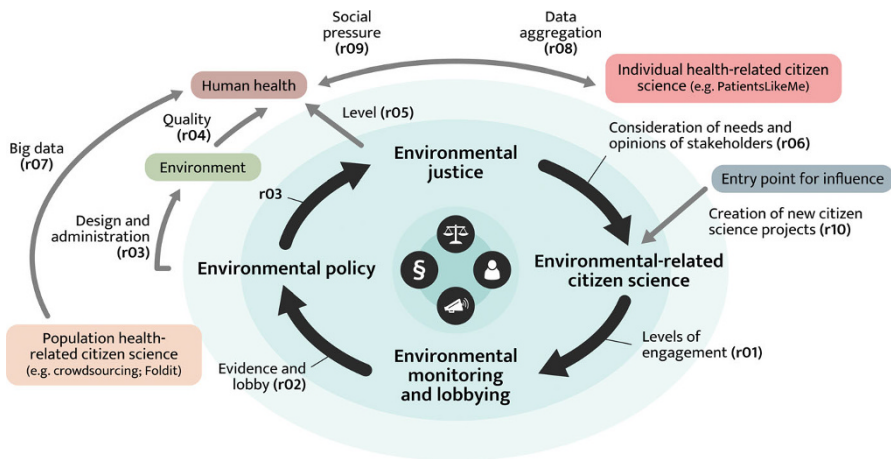 Social
pressure
(r09)
Data
aggregation
(r08)
Human health
Individual health-related citizen
science (e.g. PatientsLikeMe)
Level (r05)
Quality
(r04)
Consideration of needs and
opinions of stakeholders (r06)
Big data
(r07)
Environment
Environmental
justice
Entry point for influence
r03
Creation of new citizen
science projects (r10)
Design and
administration
(r03)
Environmental policy
§
Environmental-related
citizen science
Population health-
related citizen science
(e.g. crowdsourcing; Foldit)
Evidence and
lobby (r02)
Environmental
monitoring
and lobbying
Levels of
engagement (r01)